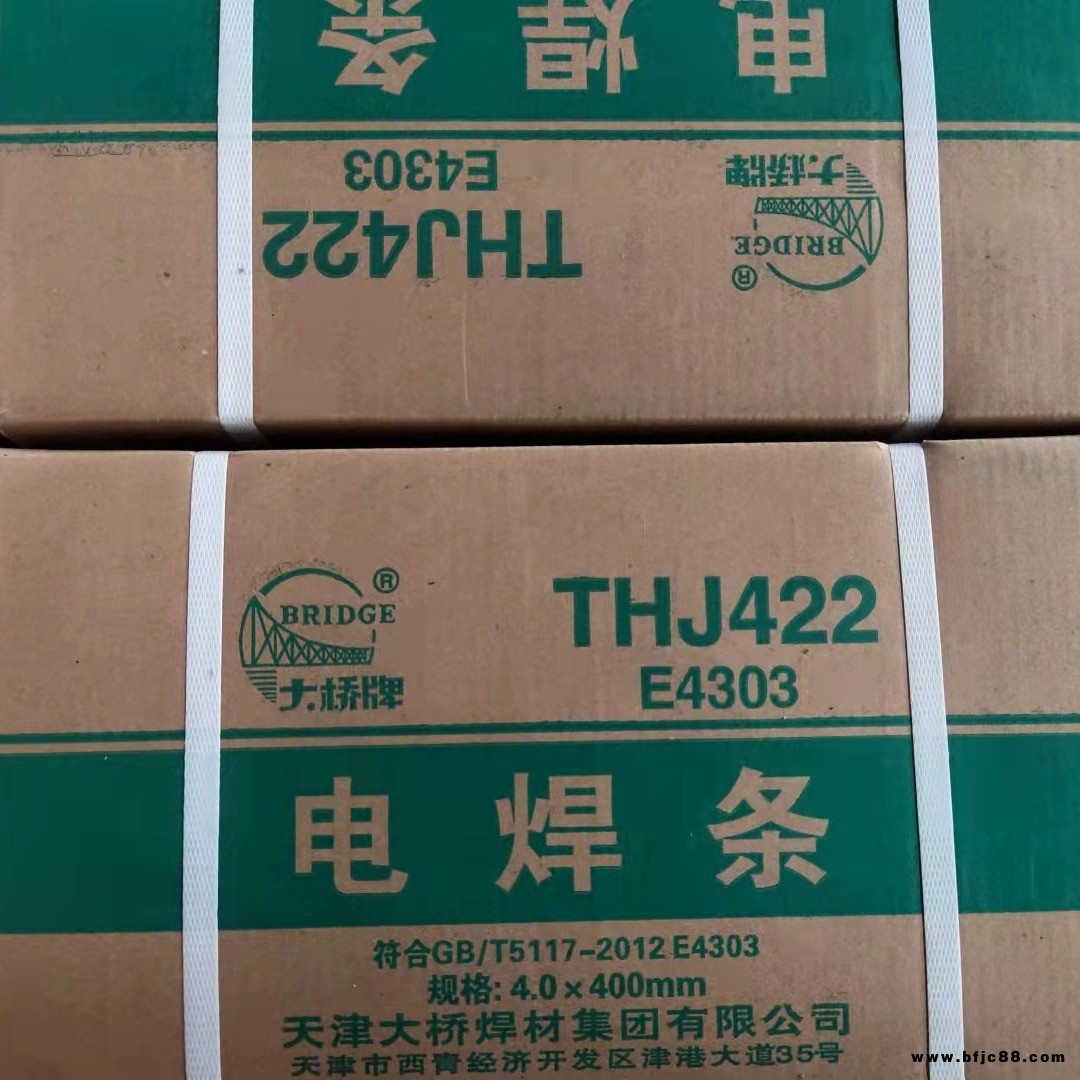 电焊条
E4303
THJ422
大桥牌
BRIDGE
®
BRIDGE ®
大桥牌
THJ422
E4303
电焊条
符合GB/T5117-2012 E4303
规格: 4.0×400mm
天津大桥焊材集团有限公司
天津市西青经济开发区津港大道35号
www.bfjc88.com